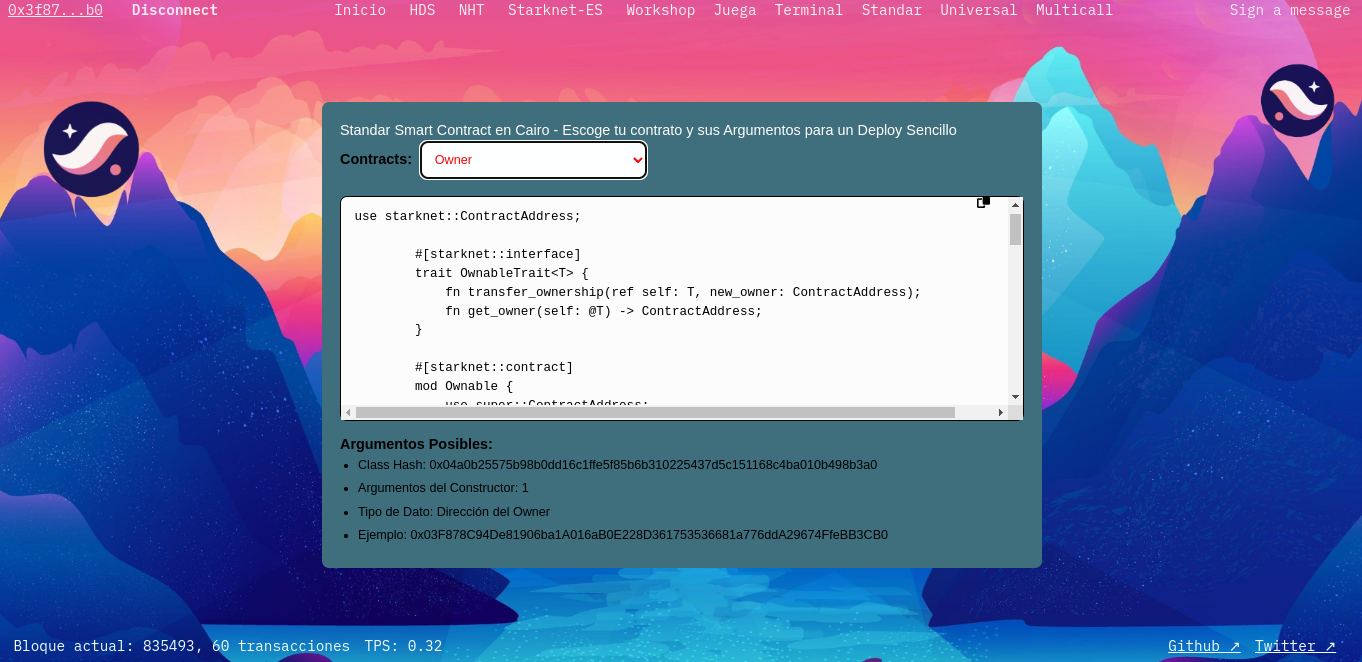 0x3f87...b0 Disconnect Inicio HDS NHT Starknet-ES Workshop Juega Terminal Standar Universal Multicall Sign a message
Standar Smart Contract en Cairo - Escoge tu contrato y sus Argumentos para un Deploy Sencillo
Contracts: Owner
use starknet::ContractAddress;
#[starknet::interface]
trait OwnableTrait<T> {
fn transfer_ownership(ref self: T, new_owner: ContractAddress);
fn get_owner(self: @T) -> ContractAddress;
}
#[starknet::contract]
mod Ownable {
use super::ContractAddress;
Argumentos Posibles:
Class Hash: 0x04a0b25575b98b0dd16c1ffe5f85b6b310225437d5c151168c4ba010b498b3a0
Argumentos del Constructor: 1
Tipo de Dato: Dirección del Owner
Ejemplo: 0x03F878C94De81906ba1A016aB0E228D361753536681a776ddA29674FfeBB3CB0
Bloque actual: 835493, 60 transacciones TPS: 0.32 Github ↗ Twitter ↗